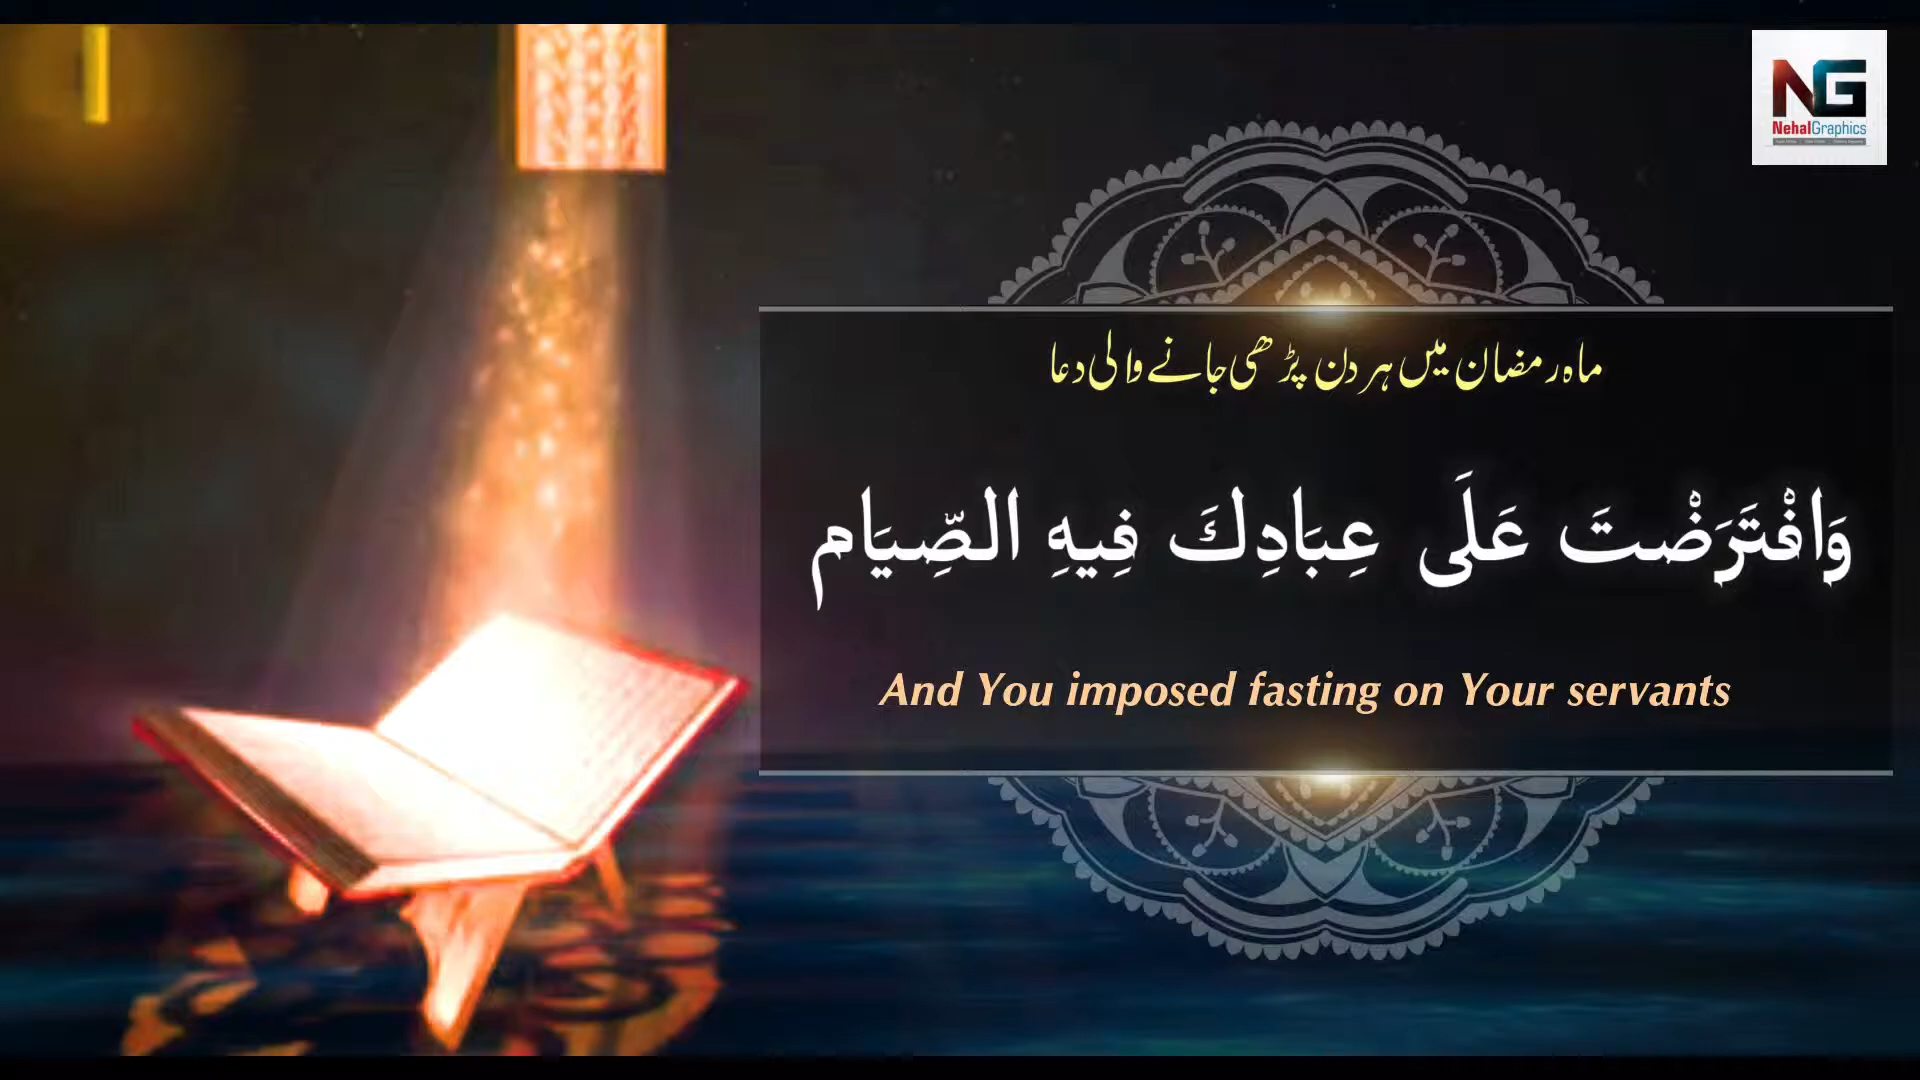 NG
NehalGraphics
ماہ رمضان میں ہر دن پڑھی جانے والی دعا
وَافْتَرَضْتَ عَلَى عِبَادِكَ فِيهِ الصِّيَام
And You imposed fasting on Your servants